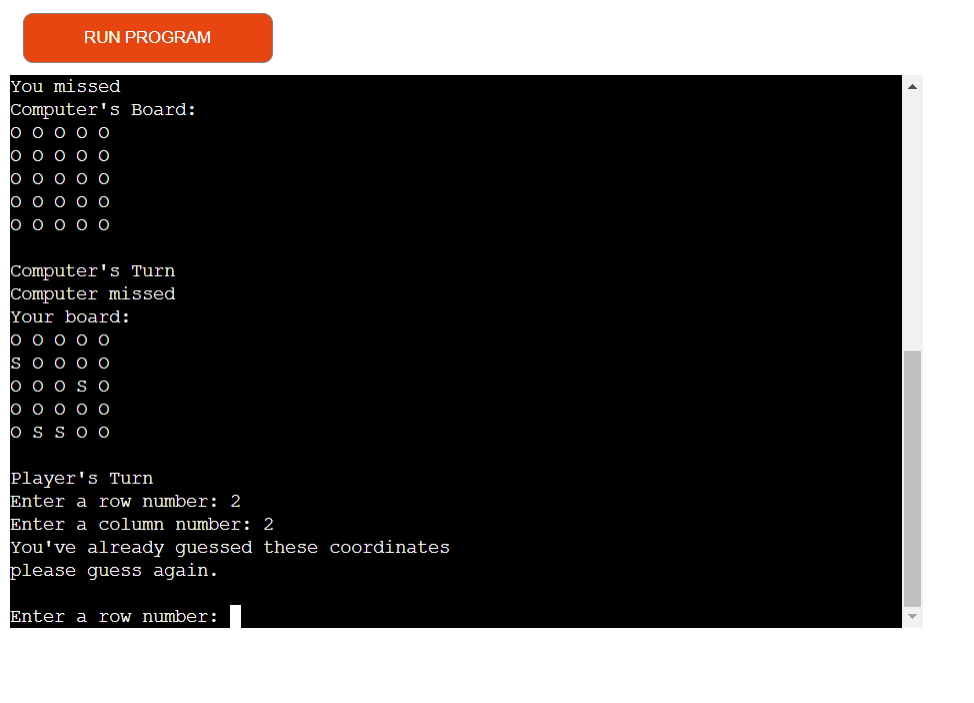 RUN PROGRAM
You missed
Computer's Board:
O O O O O
O O O O O
O O O O O
O O O O O
O O O O O
Computer's Turn
Computer missed
Your board:
O O O O O
S O O O O
O O O S O
O O O O O
O S S O O
Player's Turn
Enter a row number: 2
Enter a column number: 2
You've already guessed these coordinates
please guess again.
Enter a row number: